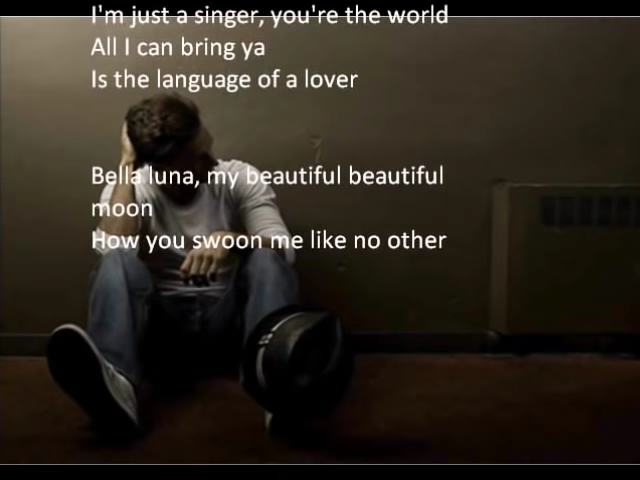 I'm just a singer, you're the world
All I can bring ya
Is the language of a lover
Bella luna, my beautiful beautiful
moon
How you swoon me like no other